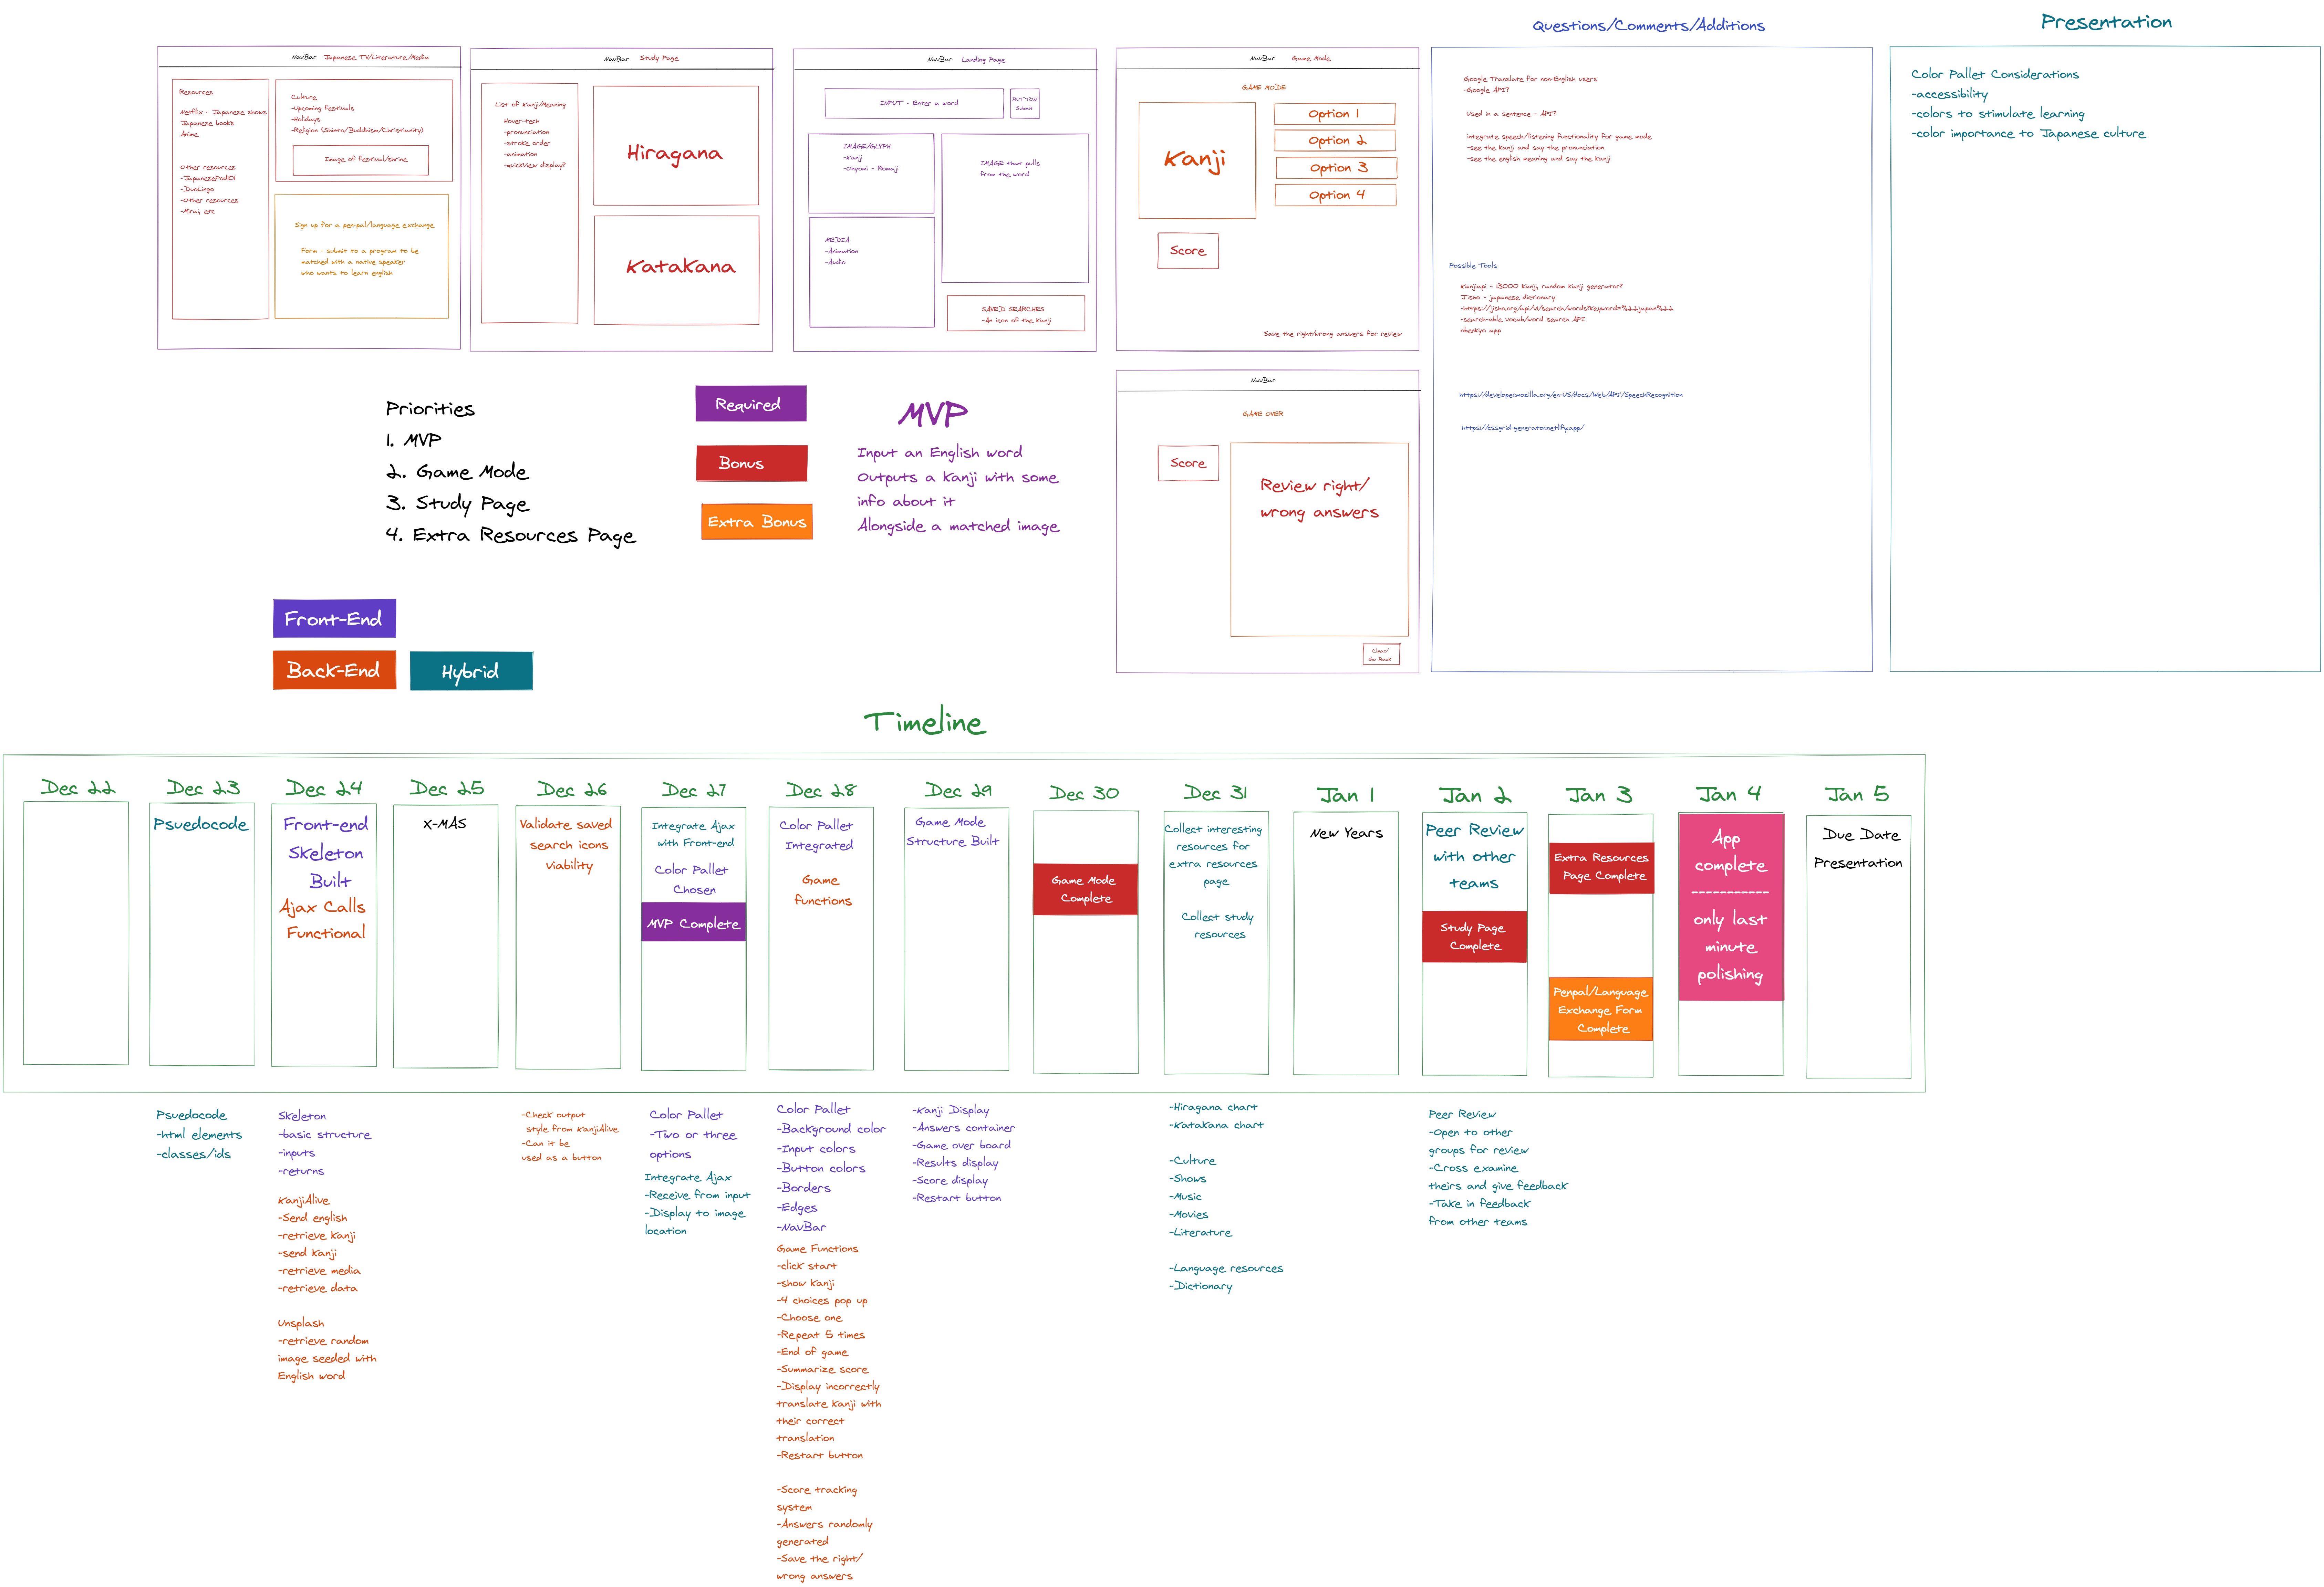 Questions/Comments/Additions
Presentation
NavBar Japanese TV/Literature/Media
Resources
Netflix - Japanese shows
Japanese books
Anime
Other resources
-JapanesePod101
-DuoLingo
-Other resources
-Mirai, etc
Culture
-Upcoming festivals
-Holidays
-Religion (Shinto/Buddhism/Christianity)
Image of festival/shrine
Sign up for a penpal/language exchange
Form - submit to a program to be
matched with a native speaker
who wants to learn english
NavBar Study Page
List of Kanji/Meaning
Hover-tech
-pronunciation
-stroke order
-animation
-quickview display?
Hiragana
Katakana
NavBar Landing Page
INPUT - Enter a word
BUTTON
Submit
IMAGE/GLYPH
-Kanji
-Onyomi - Romaji
IMAGE that pulls
from the word
MEDIA
-Animation
-Audio
SAVED SEARCHES
-An icon of the Kanji
NavBar Game Mode
GAME MODE
Kanji
Option 1
Option 2
Option 3
Option 4
Score
Save the right/wrong answers for review
NavBar
GAME OVER
Score
Review right/
wrong answers
Clear/
Go Back
Google Translate for non-English users
-Google API?
Used in a sentence - API?
integrate speech/listening functionality for game mode
-see the kanji and say the pronunciation
-see the english meaning and say the kanji
Possible Tools
Kanjiapi - 13000 Kanji, random Kanji generator?
Jisho - japanese dictionary
-https://jisho.org/api/v1/search/words?keyword=%22japan%22
-search-able vocab/word search API
obenkyo app
https://developer.mozilla.org/en-US/docs/Web/API/SpeechRecognition
https://cssgrid-generator.netlify.app/
Color Pallet Considerations
-accessibility
-colors to stimulate learning
-color importance to Japanese culture
Priorities
1. MVP
2. Game Mode
3. Study Page
4. Extra Resources Page
Required
Bonus
Extra Bonus
MVP
Input an English word
Outputs a Kanji with some
info about it
Alongside a matched image
Front-End
Back-End
Hybrid
Timeline
Dec 22
Dec 23
Psuedocode
Dec 24
Front-end
Skeleton
Built
Ajax Calls
Functional
Dec 25
X-MAS
Dec 26
Validate saved
search icons
viability
Dec 27
Integrate Ajax
with Front-end
Color Pallet
Chosen
MVP Complete
Dec 28
Color Pallet
Integrated
Game
functions
Dec 29
Game Mode
Structure Built
Dec 30
Game Mode
Complete
Dec 31
Collect interesting
resources for
extra resources
page
Collect study
resources
Jan 1
New Years
Jan 2
Peer Review
with other
teams
Study Page
Complete
Jan 3
Extra Resources
Page Complete
Penpal/Language
Exchange Form
Complete
Jan 4
App
complete
-----------
only last
minute
polishing
Jan 5
Due Date
Presentation
Psuedocode
-html elements
-classes/ids
Skeleton
-basic structure
-inputs
-returns
KanjiAlive
-Send english
-retrieve Kanji
-send Kanji
-retrieve media
-retrieve data
Unsplash
-retrieve random
image seeded with
English word
-Check output
style from KanjiAlive
-Can it be
used as a button
Color Pallet
-Two or three
options
Integrate Ajax
-Receive from input
-Display to image
location
Color Pallet
-Background color
-Input colors
-Button colors
-Borders
-Edges
-NavBar
Game Functions
-click start
-show Kanji
-4 choices pop up
-Choose one
-Repeat 5 times
-End of game
-Summarize score
-Display incorrectly
translate Kanji with
their correct
translation
-Restart button
-Score tracking
system
-Answers randomly
generated
-Save the right/
wrong answers
-Kanji Display
-Answers container
-Game over board
-Results display
-Score display
-Restart button
-Hiragana chart
-Katakana chart
-Culture
-Shows
-Music
-Movies
-Literature
-Language resources
-Dictionary
Peer Review
-Open to other
groups for review
-Cross examine
theirs and give feedback
-Take in feedback
from other teams